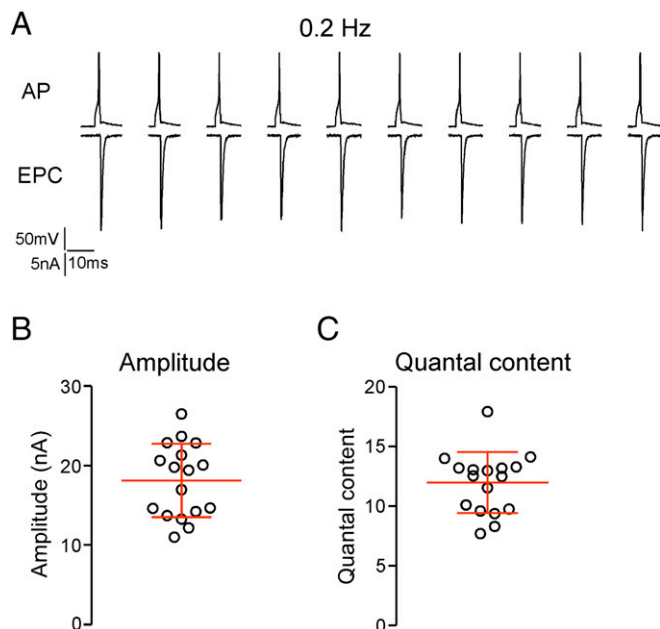 A
0.2 Hz
AP
EPC
50mV
5nA 10ms
B
Amplitude
Amplitude (nA)
30
20
10
0
C
Quantal content
Quantal content
20
15
10
5
0